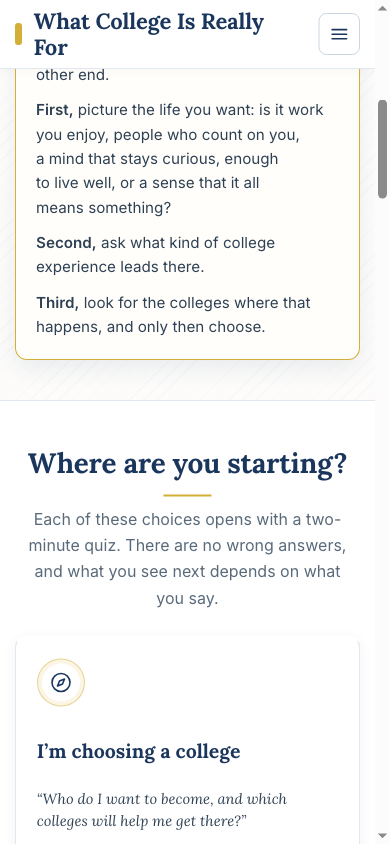 What College Is Really
For
other end.
First, picture the life you want: is it work
you enjoy, people who count on you,
a mind that stays curious, enough
to live well, or a sense that it all
means something?
Second, ask what kind of college
experience leads there.
Third, look for the colleges where that
happens, and only then choose.
Where are you starting?
Each of these choices opens with a two-
minute quiz. There are no wrong answers,
and what you see next depends on what
you say.
I’m choosing a college
“Who do I want to become, and which
colleges will help me get there?”